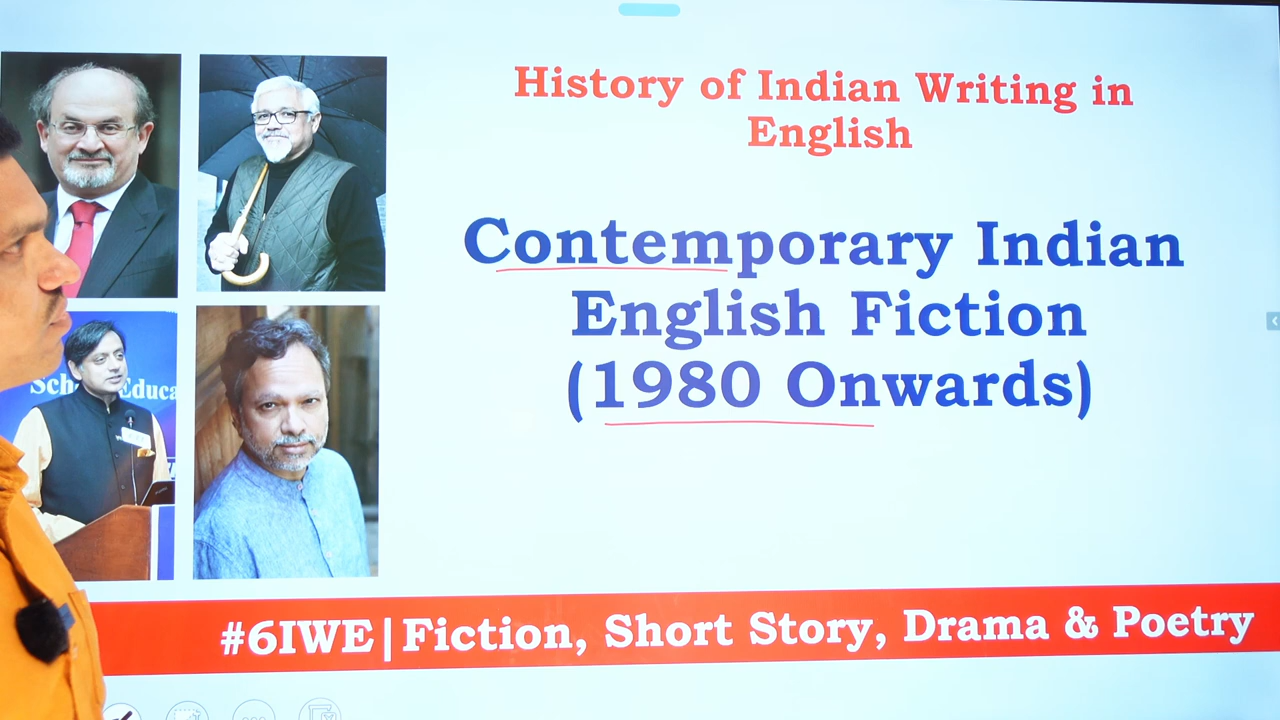 History of Indian Writing in
English
Contemporary Indian
English Fiction
(1980 Onwards)
#6IWE|Fiction, Short Story, Drama & Poetry